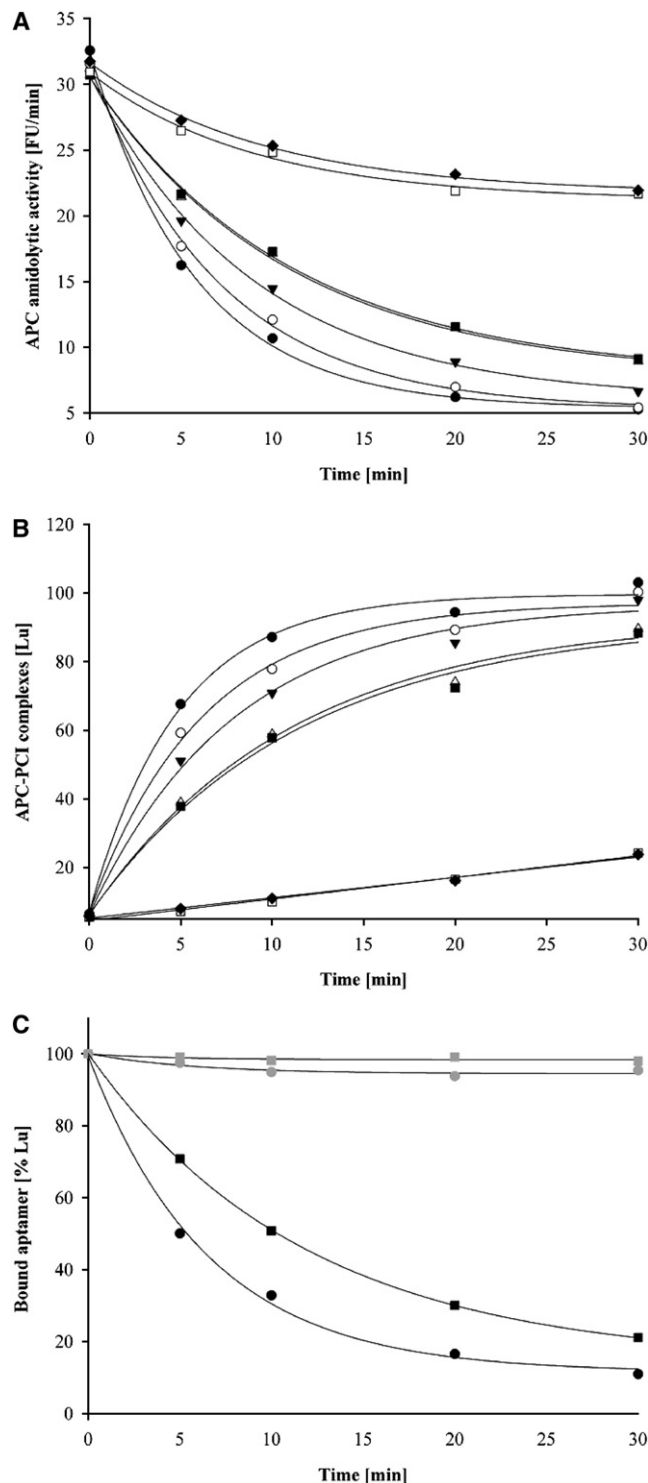 A
APC amidolytic activity [FU/min]
35
30
25
20
15
10
5
0 5 10 15 20 25 30
Time [min]
B
APC-PCI complexes [Lu]
120
100
80
60
40
20
0 5 10 15 20 25 30
Time [min]
C
Bound aptamer [% Lu]
100
80
60
40
20
0
0 5 10 15 20 25 30
Time [min]